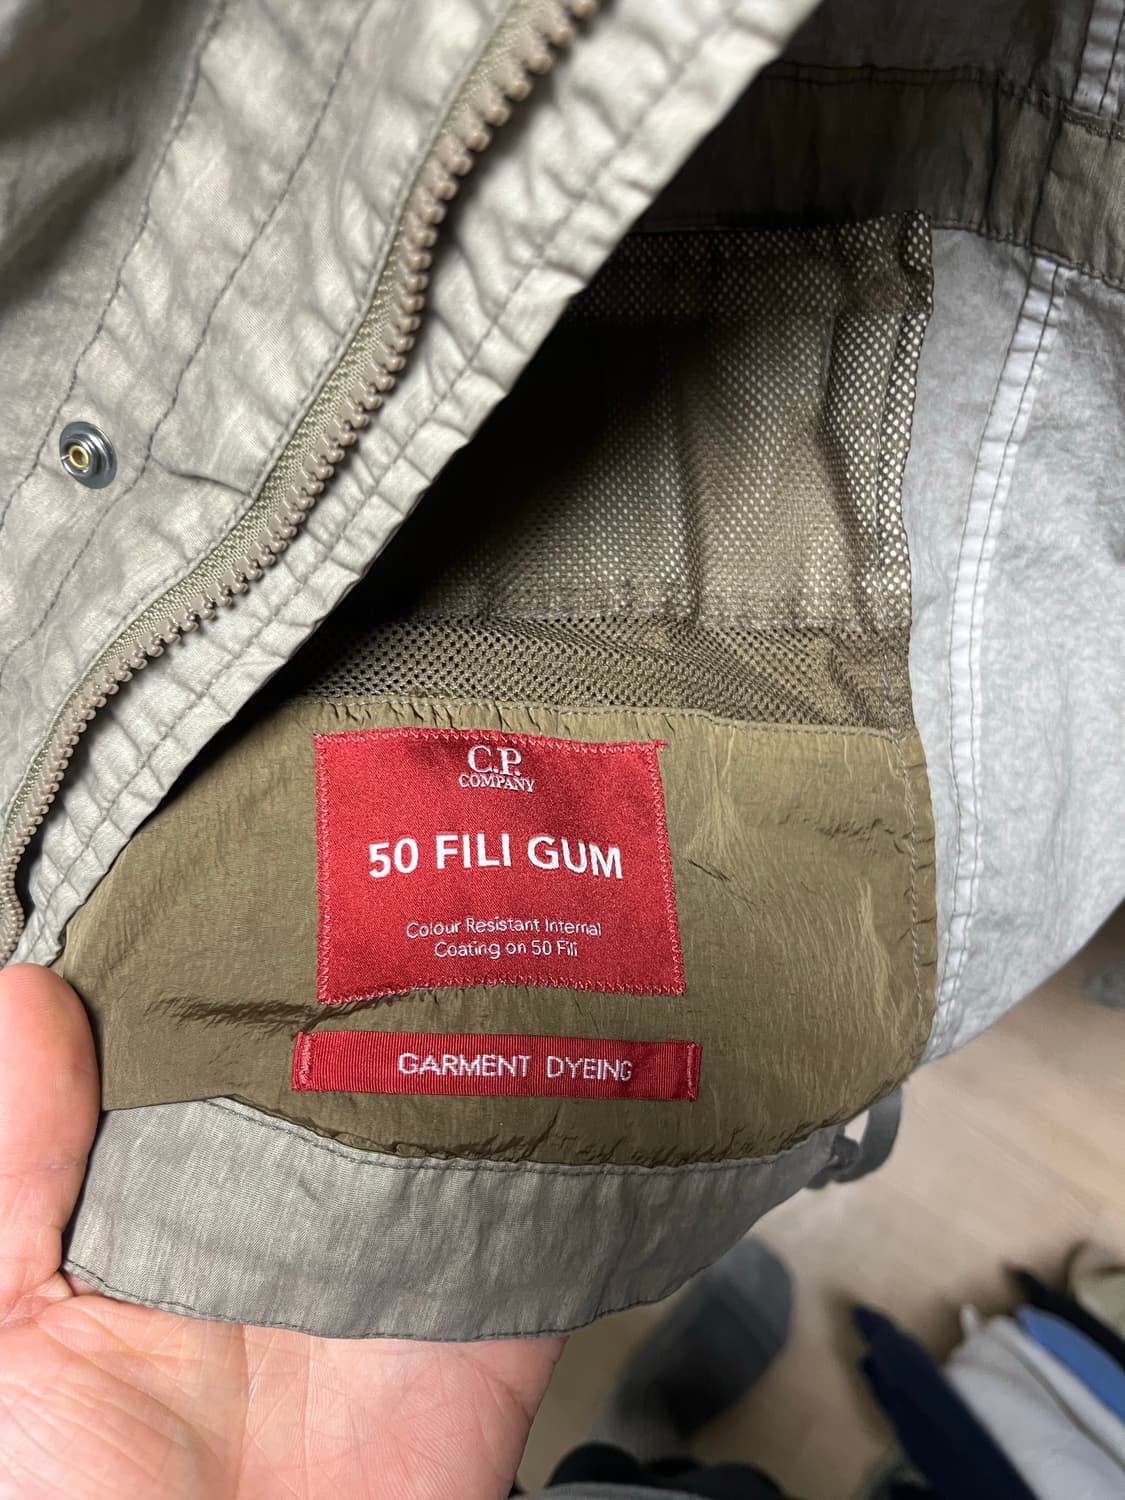 C.P.
COMPANY
50 FILI GUM
Colour Resistant Internal
Coating on 50 Fili
GARMENT DYEING